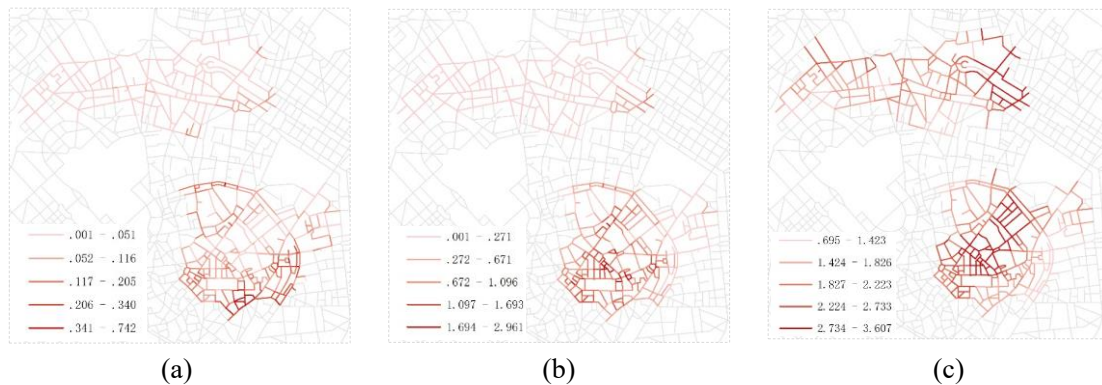 .001 - .051
.052 - .116
.117 - .205
.206 - .340
.341 - .742
.001 - .271
.272 - .671
.672 - 1.096
1.097 - 1.693
1.694 - 2.961
.695 - 1.423
1.424 - 1.826
1.827 - 2.223
2.224 - 2.733
2.734 - 3.607
(a)
(b)
(c)